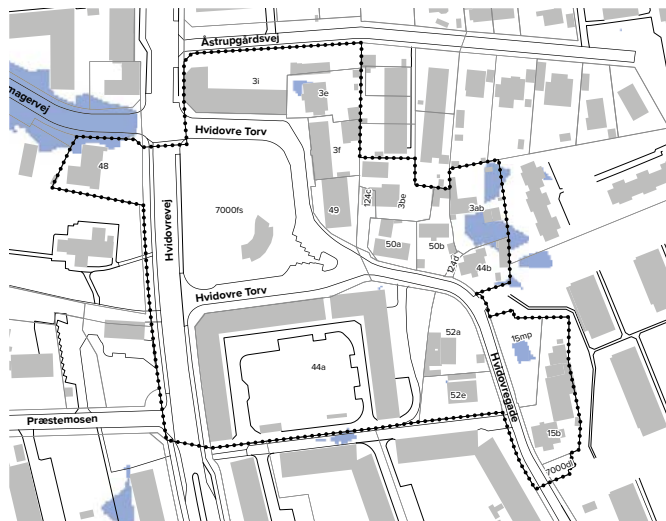 Åstrupgårdsvej
3i
3e
magervej
Hvidovre Torv
3f
48
124c
3be
3ab
7000fs
49
Hvidovrevej
50a
50b
124d
44b
Hvidovre Torv
52a
15mp
44a
Hvidovregade
52e
Præstemosen
15b
7000dl